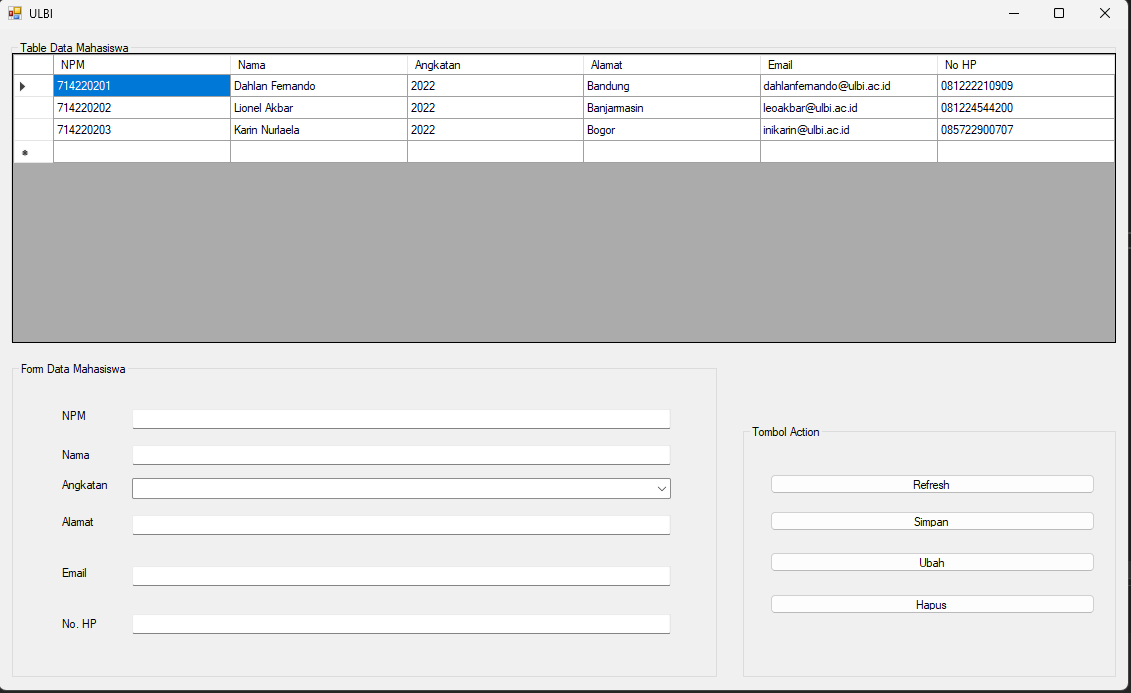 ULBI
Table Data Mahasiswa
NPM Nama Angkatan Alamat Email No HP
714220201 Dahlan Fernando 2022 Bandung dahlanfernando@ulbi.ac.id 081222210909
714220202 Lionel Akbar 2022 Banjarmasin leoakbar@ulbi.ac.id 081224544200
714220203 Karin Nurlaela 2022 Bogor inikarin@ulbi.ac.id 085722900707
Form Data Mahasiswa
NPM
Nama
Angkatan
Alamat
Email
No. HP
Tombol Action
Refresh
Simpan
Ubah
Hapus